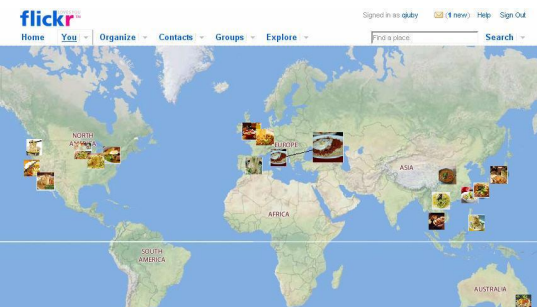 flickr
Signed in as qiuby (1 new) Help Sign Out
Home You Organize Contacts Groups Explore Find a place Search
NORTH AMERICA
EUROPE
ASIA
AFRICA
SOUTH AMERICA
AUSTRALIA